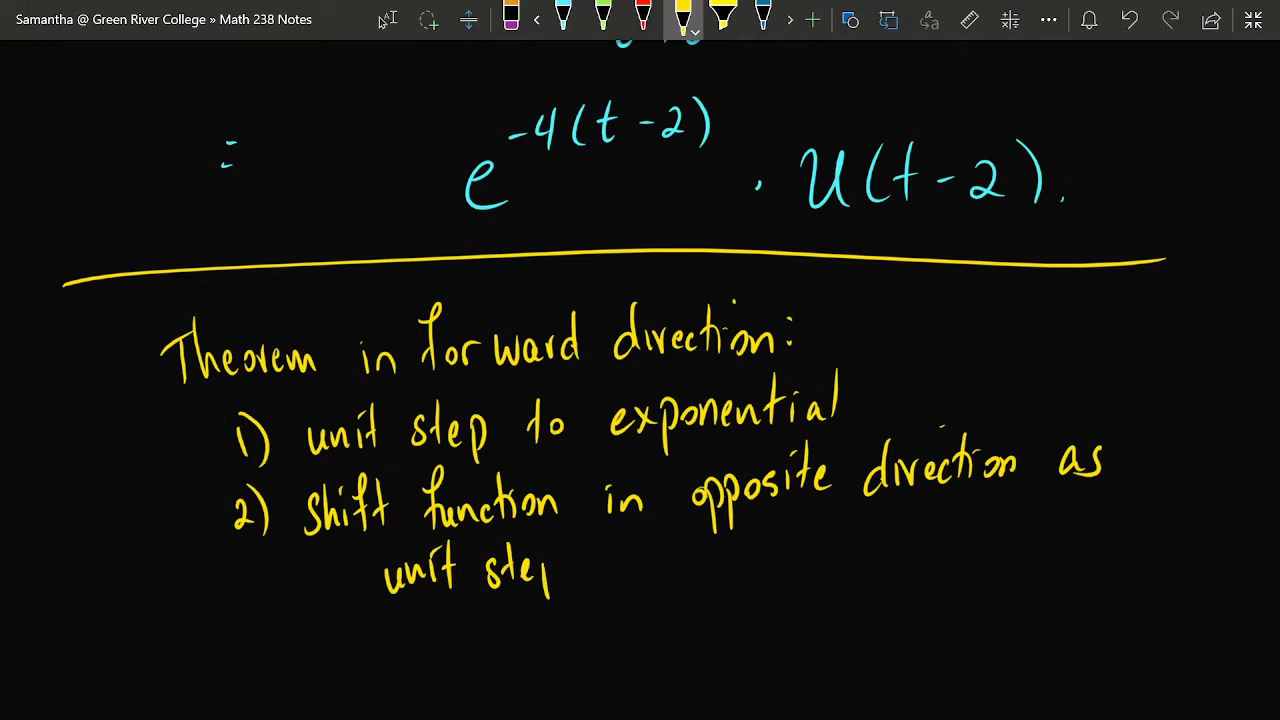 Samantha @ Green River College » Math 238 Notes
= e^{-4(t-2)} · U(t-2).
Theorem in forward direction:
1) unit step to exponential
2) shift function in opposite direction as
unit step